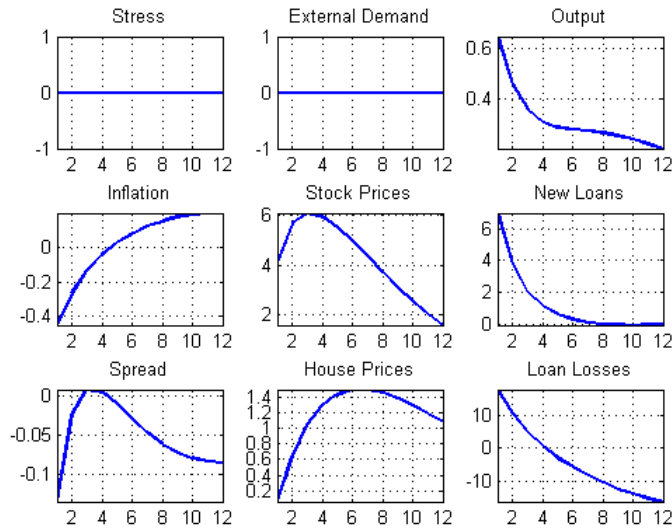 Stress
External Demand
Output
1
0
-1
2 4 6 8 10 12
1
0
-1
2 4 6 8 10 12
0.6
0.4
2 4 6 8 10 12
Inflation
Stock Prices
New Loans
0
-0.2
-0.4
2 4 6 8 10 12
6
4
2
2 4 6 8 10 12
6
4
2
0
2 4 6 8 10 12
Spread
House Prices
Loan Losses
0
-0.05
-0.1
2 4 6 8 10 12
1.4
1.2
1
0.8
0.6
0.4
0.2
2 4 6 8 10 12
10
0
-10
2 4 6 8 10 12